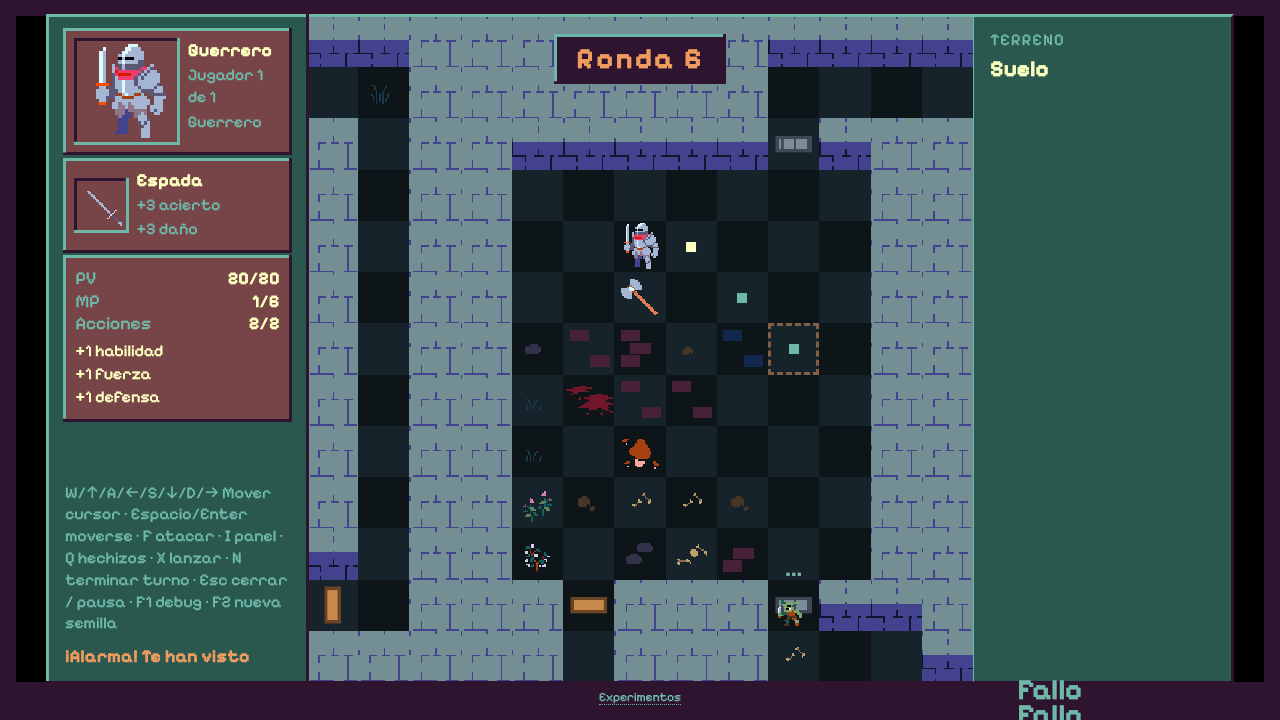 Guerrero
Jugador 1
de 1
Guerrero
Espada
+3 acierto
+3 daño
PV 80/80
MP 1/6
Acciones 8/8
+1 habilidad
+1 fuerza
+1 defensa
W/↑/A/←/S/↓/D/→ Mover
cursor · Espacio/Enter
moverse · F atacar · I panel ·
Q hechizos · X lanzar · N
terminar turno · Esc cerrar
/ pausa · F1 debug · F2 nueva
semilla
¡Alarma! Te han visto
Ronda 6
...
TERRENO
Suelo
Experimentos
Fallo
Fallo